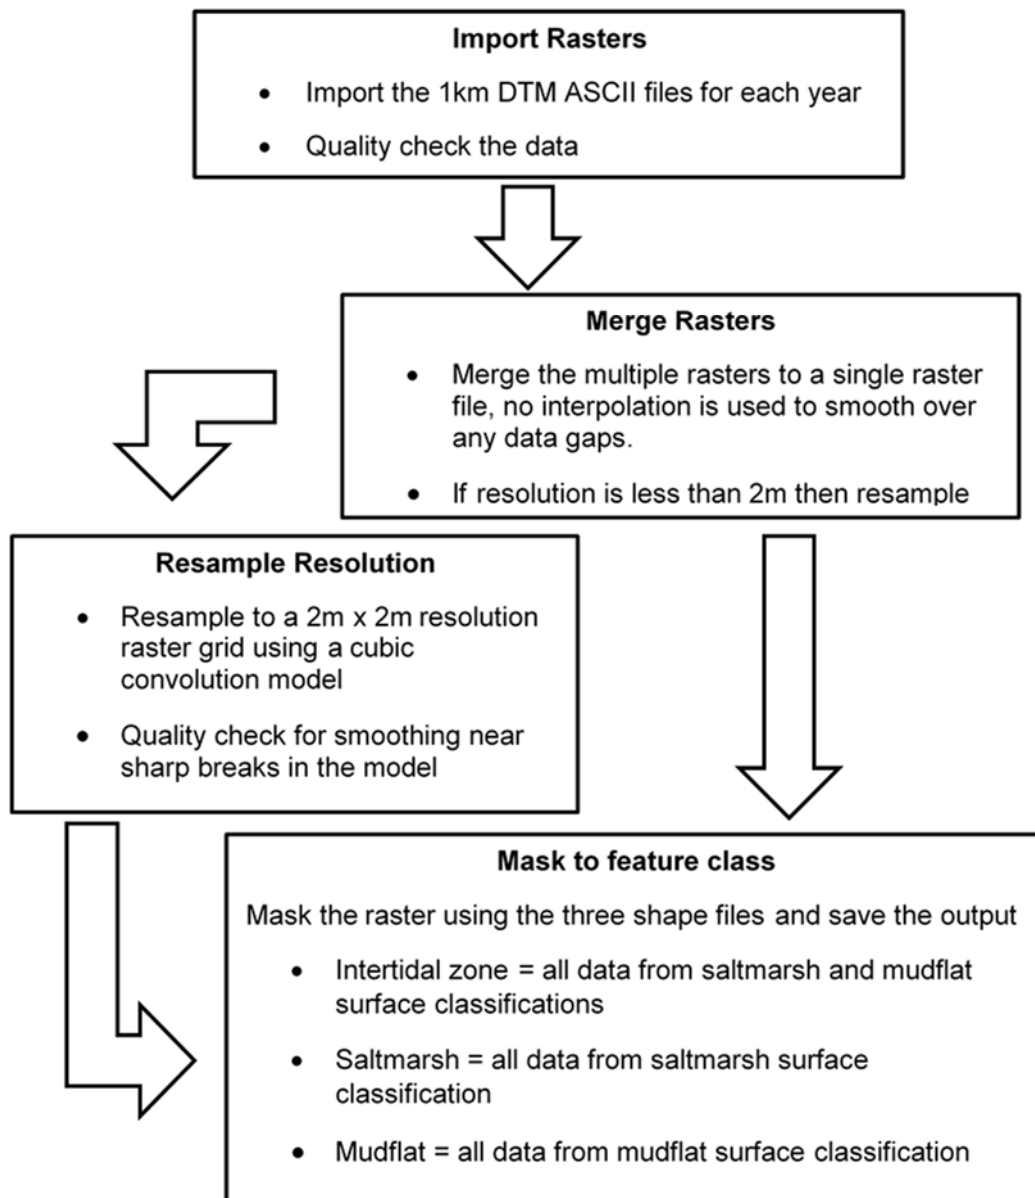 Import Rasters
• Import the 1km DTM ASCII files for each year
• Quality check the data
Merge Rasters
• Merge the multiple rasters to a single raster
file, no interpolation is used to smooth over
any data gaps.
• If resolution is less than 2m then resample
Resample Resolution
• Resample to a 2m x 2m resolution
raster grid using a cubic
convolution model
• Quality check for smoothing near
sharp breaks in the model
Mask to feature class
Mask the raster using the three shape files and save the output
• Intertidal zone = all data from saltmarsh and mudflat
surface classifications
• Saltmarsh = all data from saltmarsh surface
classification
• Mudflat = all data from mudflat surface classification